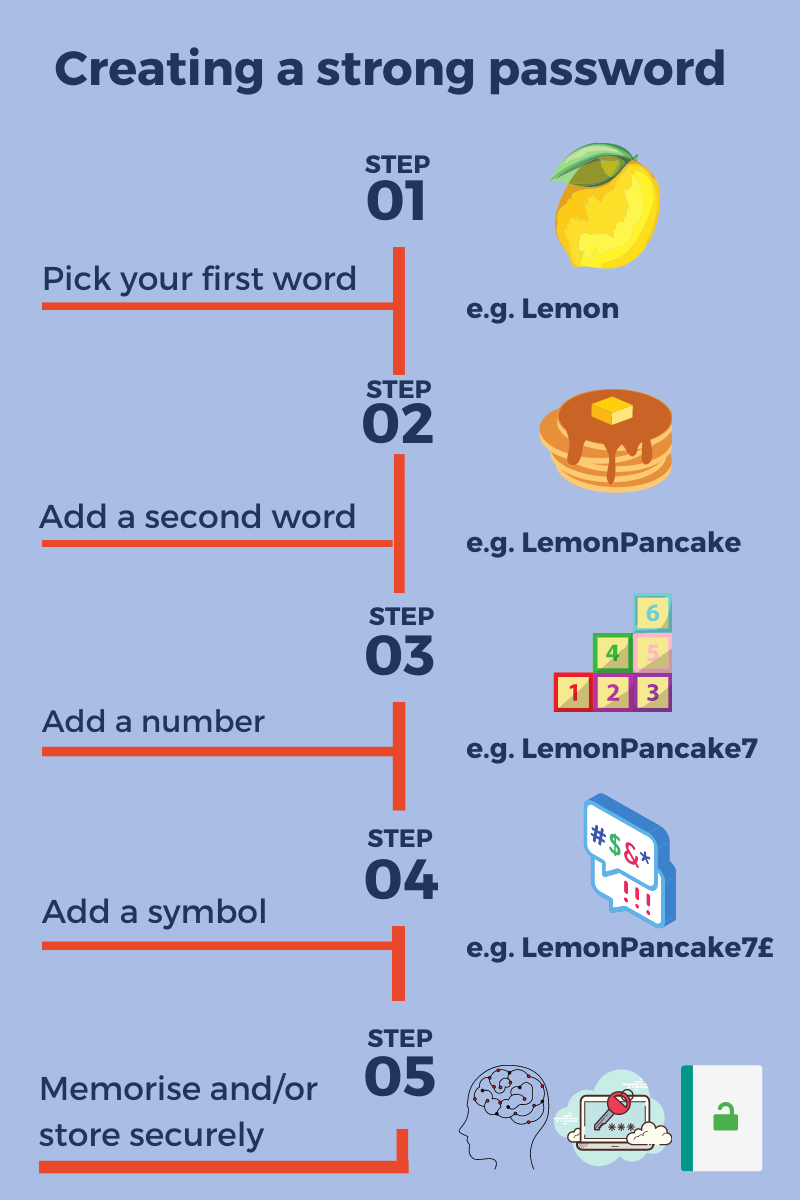 Creating a strong password
STEP
01
Pick your first word
e.g. Lemon
STEP
02
Add a second word
e.g. LemonPancake
STEP
03
6
4 5
1 2 3
Add a number
e.g. LemonPancake7
STEP
04
#$&*
!!!
Add a symbol
e.g. LemonPancake7£
STEP
05
Memorise and/or
store securely
***